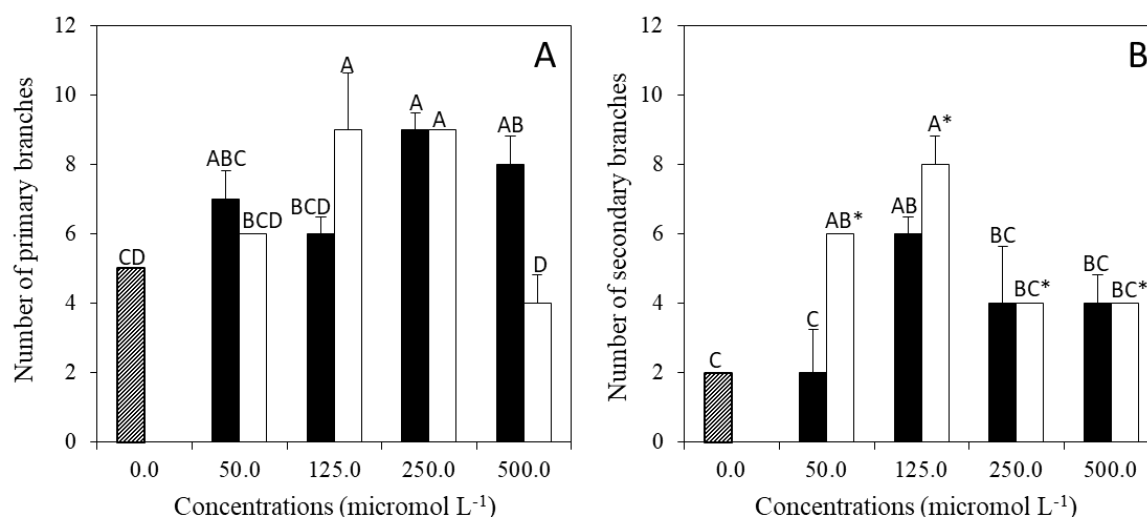 A
Number of primary branches
12
10
8
6
4
2
0
CD
ABC
BCD
BCD
A
A
A
AB
D
0.0 50.0 125.0 250.0 500.0
Concentrations (micromol L⁻¹)
B
Number of secondary branches
12
10
8
6
4
2
0
C
C
AB*
AB
A*
BC
BC*
BC
BC*
0.0 50.0 125.0 250.0 500.0
Concentrations (micromol L⁻¹)